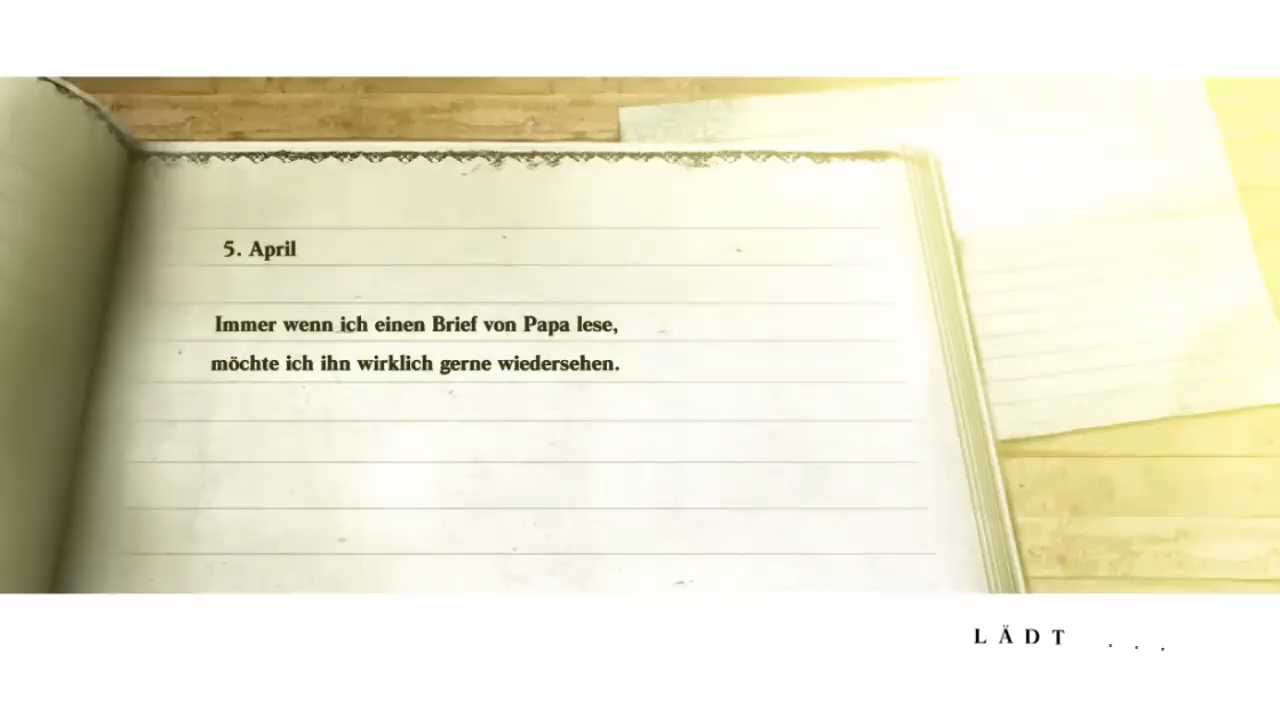 5. April
Immer wenn ich einen Brief von Papa lese,
möchte ich ihn wirklich gerne wiedersehen.
LÄDT . . .